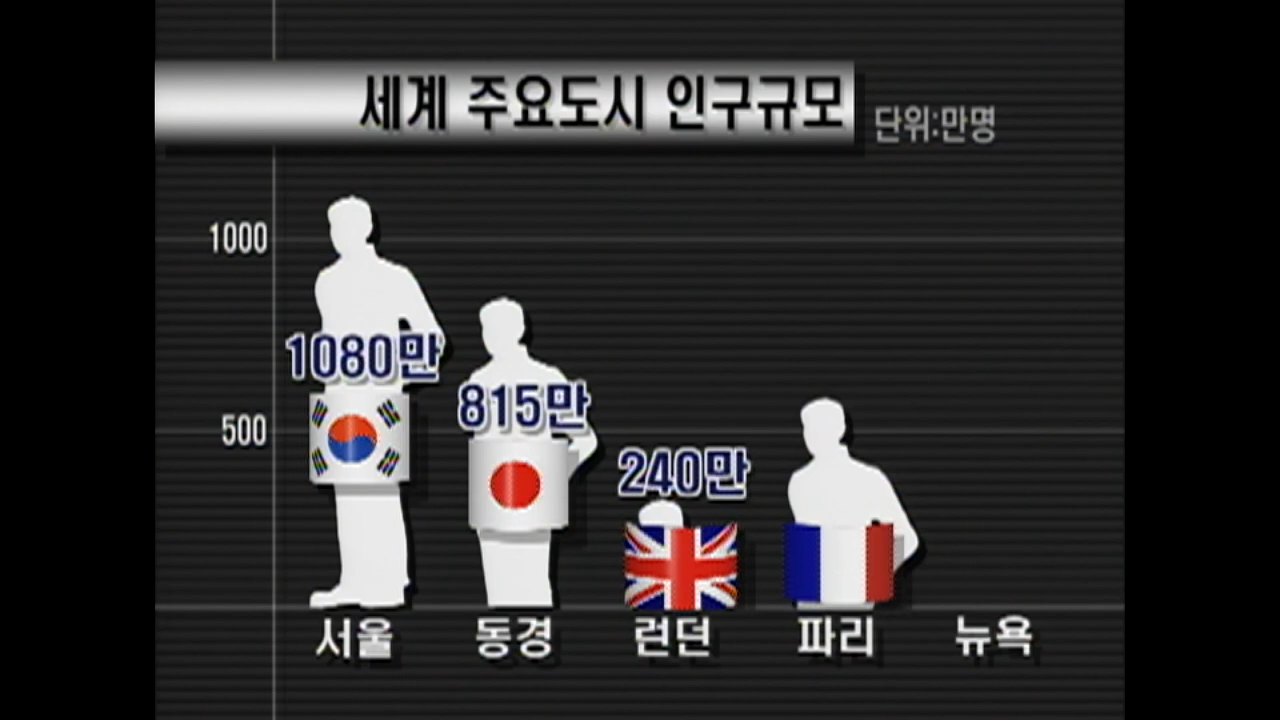 세계 주요도시 인구규모
단위:만명
1000
500
1080만
815만
240만
서울 동경 런던 파리 뉴욕